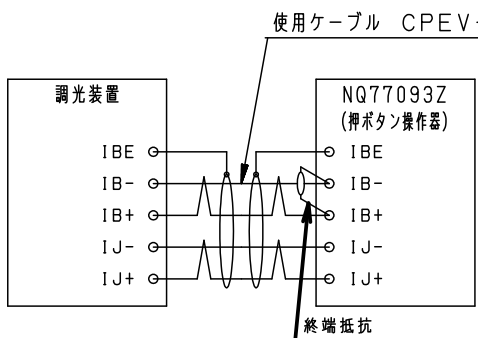 使用ケーブル CPEV-
調光装置
IBE
IB-
IB+
IJ-
IJ+
NQ77093Z
(押ボタン操作器)
IBE
IB-
IB+
IJ-
IJ+
終端抵抗